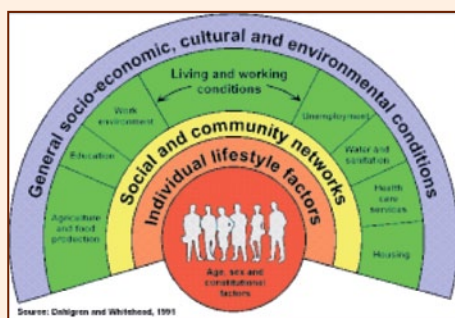 General socio-economic, cultural and environmental conditions
Living and working
conditions
Work
environment
Unemployment
Education
Water and
sanitation
Agriculture
and food
production
Health
care
services
Housing
Social and community networks
Individual lifestyle factors
Age, sex and
constitutional
factors
Source: Dahlgren and Whitehead, 1991